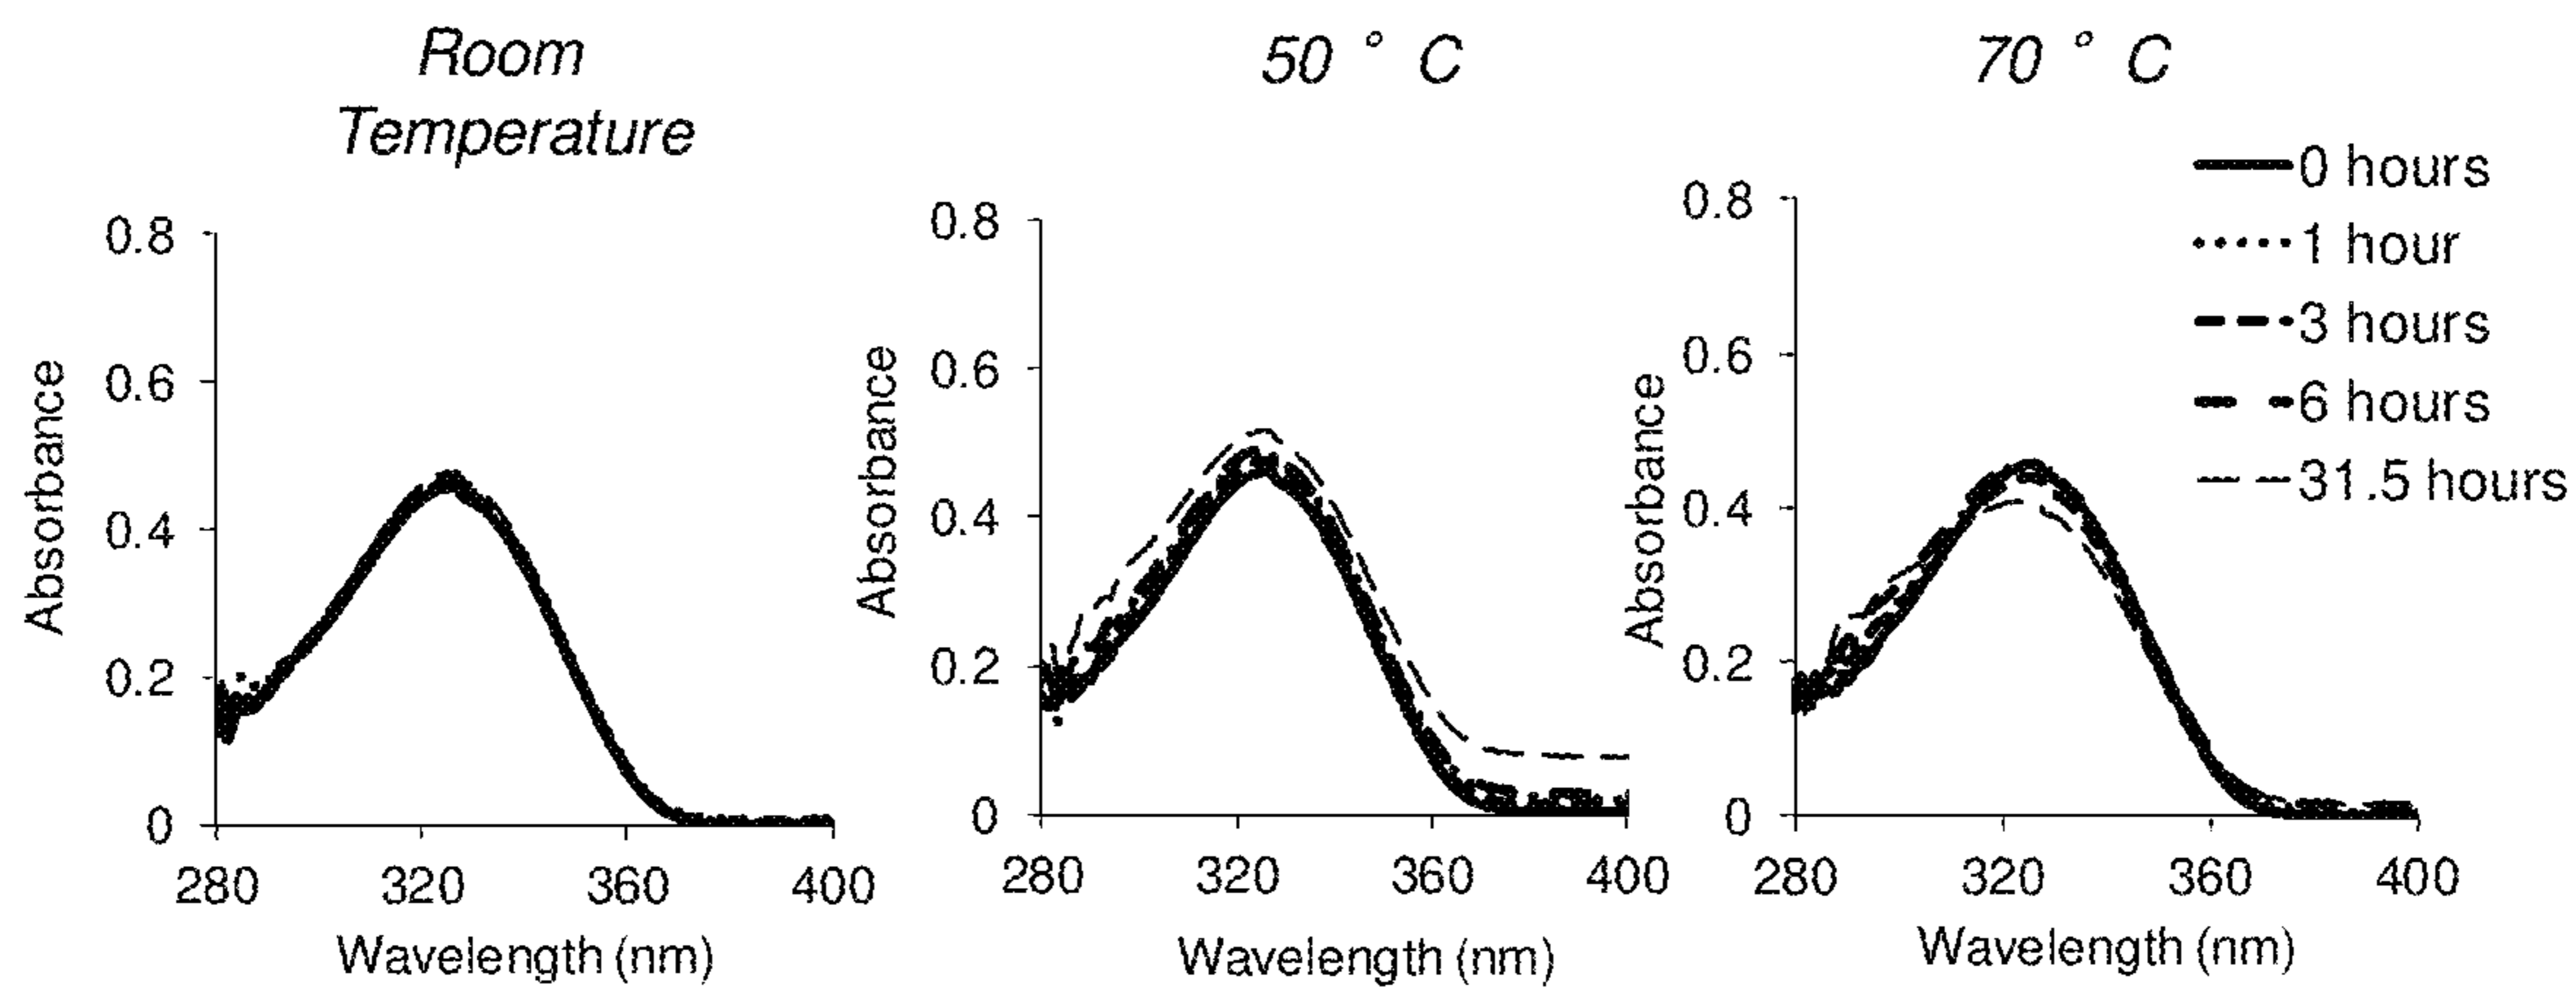 Room
Temperature
0.8
0.6
0.4
0.2
0
Absorbance
280 320 360 400
Wavelength (nm)
50 ° C
0.8
0.6
0.4
0.2
0
Absorbance
280 320 360 400
Wavelength (nm)
70 ° C
0.8
0.6
0.4
0.2
0
Absorbance
280 320 360 400
Wavelength (nm)
0 hours
1 hour
3 hours
6 hours
31.5 hours